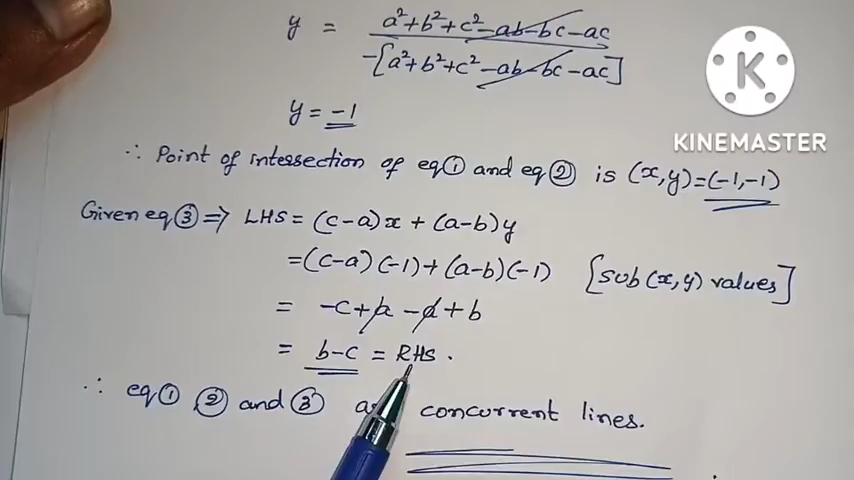 y = a²+b²+c²-ab-bc-ac
-[a²+b²+c²-ab-bc-ac]
K
KINEMASTER
y = -1
∴ Point of intersection of eq① and eq② is (x,y)=(-1,-1)
Given eq③ ⇒ LHS = (c-a)x + (a-b)y
=(c-a)(-1)+(a-b)(-1) [Sub (x,y) values]
= -c+a-a+b
= b-c = RHS.
∴ eq① ② and ③ concurrent lines.